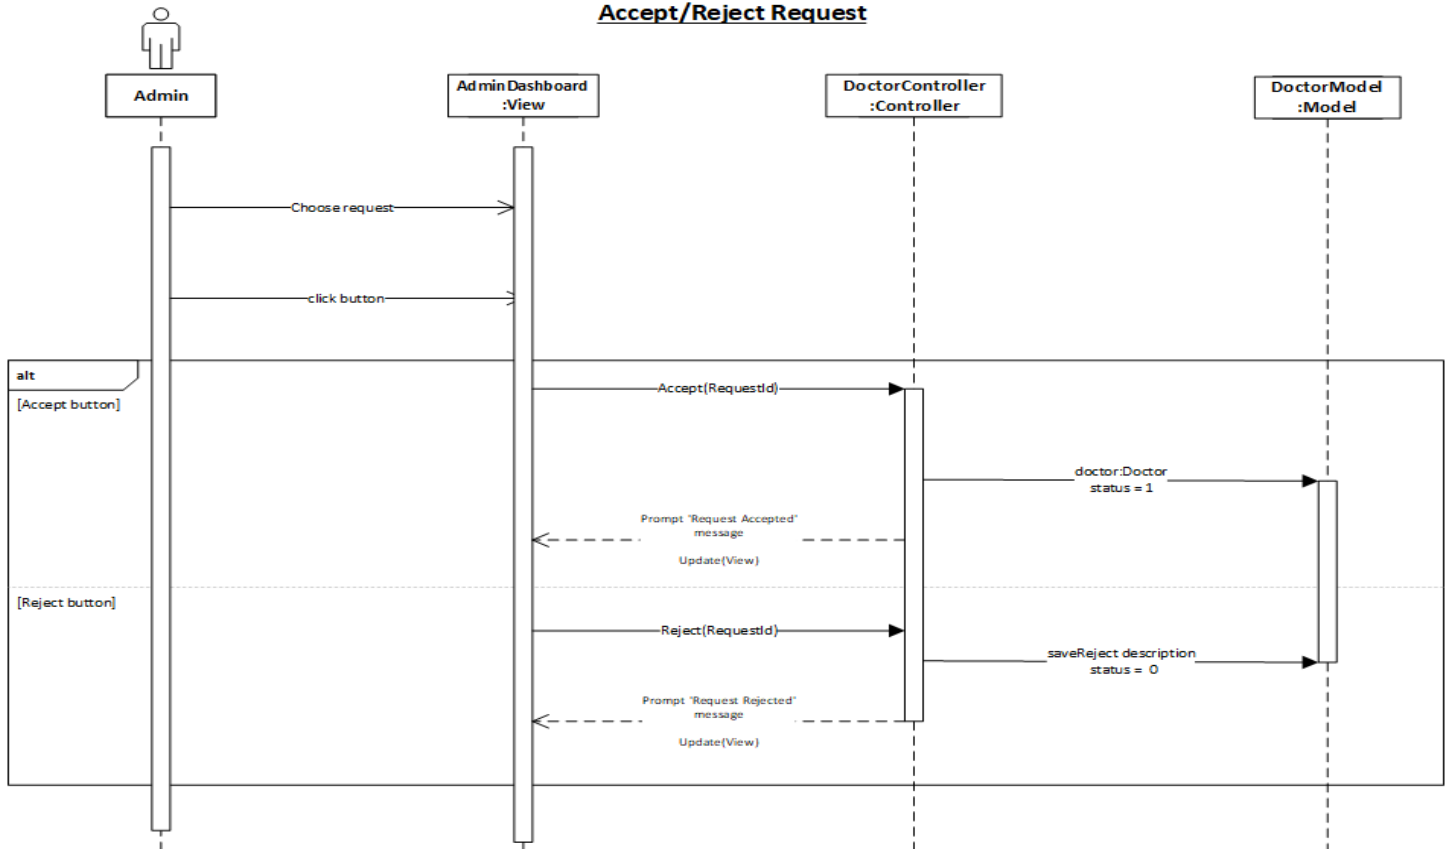 Accept/Reject Request
Admin
AdminDashboard
:View
DoctorController
:Controller
DoctorModel
:Model
Choose request
click button
alt
[Accept button]
Accept(RequestId)
doctor:Doctor
status = 1
Prompt "Request Accepted"
message
Update(View)
[Reject button]
Reject(RequestId)
saveReject description
status = 0
Prompt "Request Rejected"
message
Update(View)